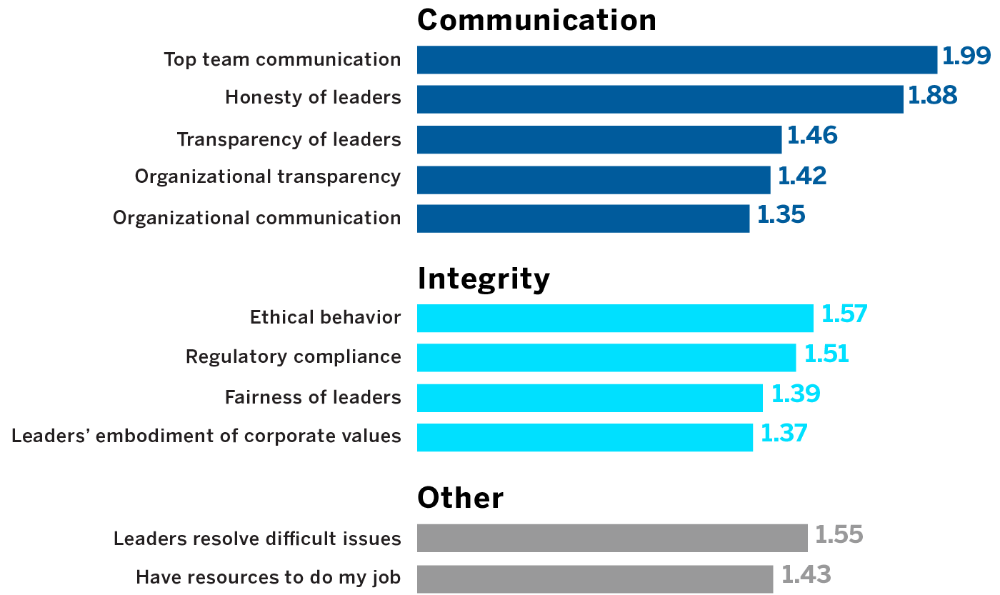 Communication
Top team communication 1.99
Honesty of leaders 1.88
Transparency of leaders 1.46
Organizational transparency 1.42
Organizational communication 1.35
Integrity
Ethical behavior 1.57
Regulatory compliance 1.51
Fairness of leaders 1.39
Leaders’ embodiment of corporate values 1.37
Other
Leaders resolve difficult issues 1.55
Have resources to do my job 1.43